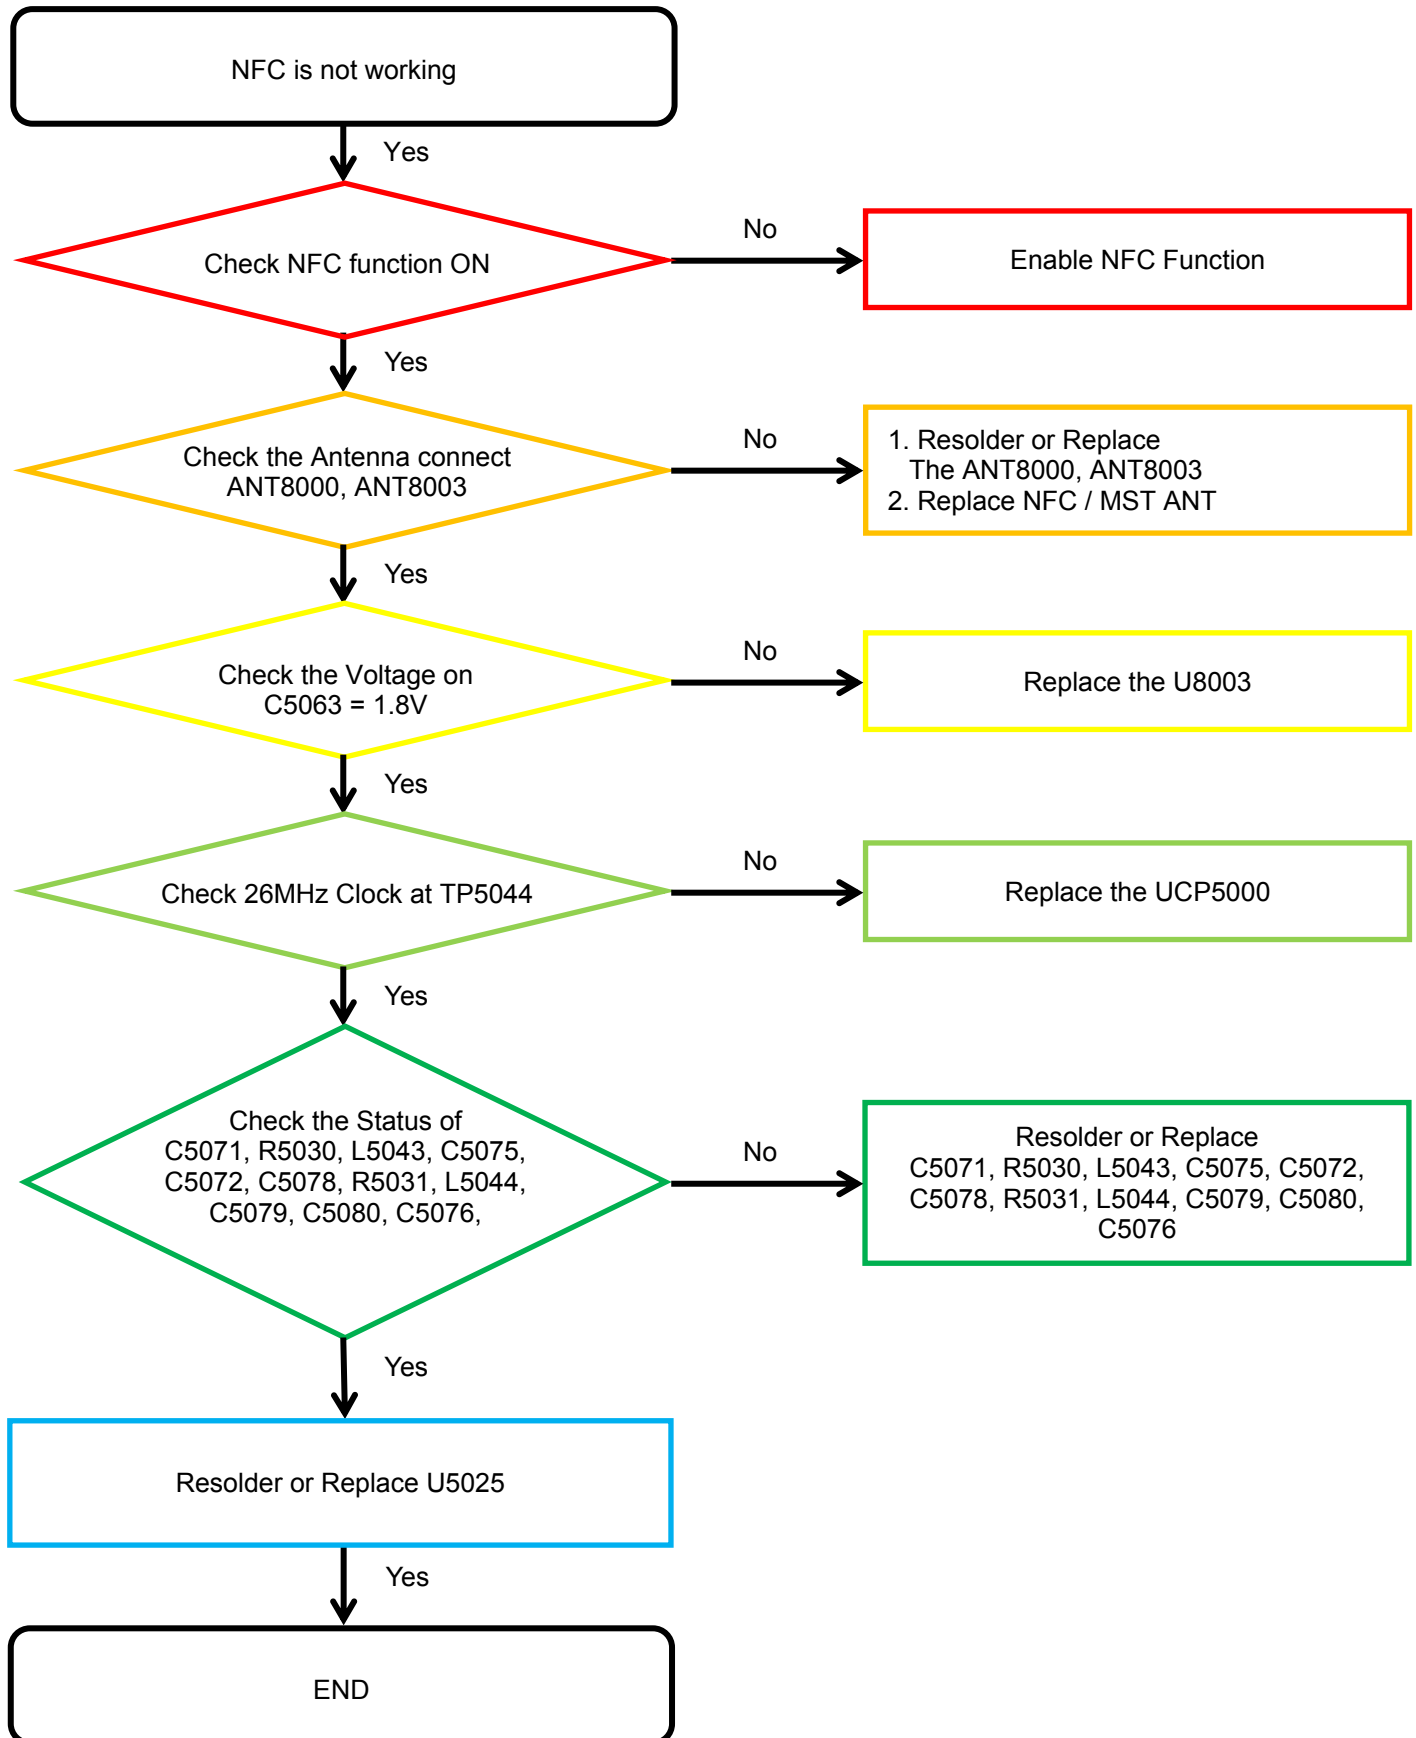 NFC is not working
Yes
Check NFC function ON
No
Enable NFC Function
Yes
Check the Antenna connect
ANT8000, ANT8003
No
1. Resolder or Replace
The ANT8000, ANT8003
2. Replace NFC / MST ANT
Yes
Check the Voltage on
C5063 = 1.8V
No
Replace the U8003
Yes
Check 26MHz Clock at TP5044
No
Replace the UCP5000
Yes
Check the Status of
C5071, R5030, L5043, C5075,
C5072, C5078, R5031, L5044,
C5079, C5080, C5076,
No
Resolder or Replace
C5071, R5030, L5043, C5075, C5072,
C5078, R5031, L5044, C5079, C5080,
C5076
Yes
Resolder or Replace U5025
Yes
END